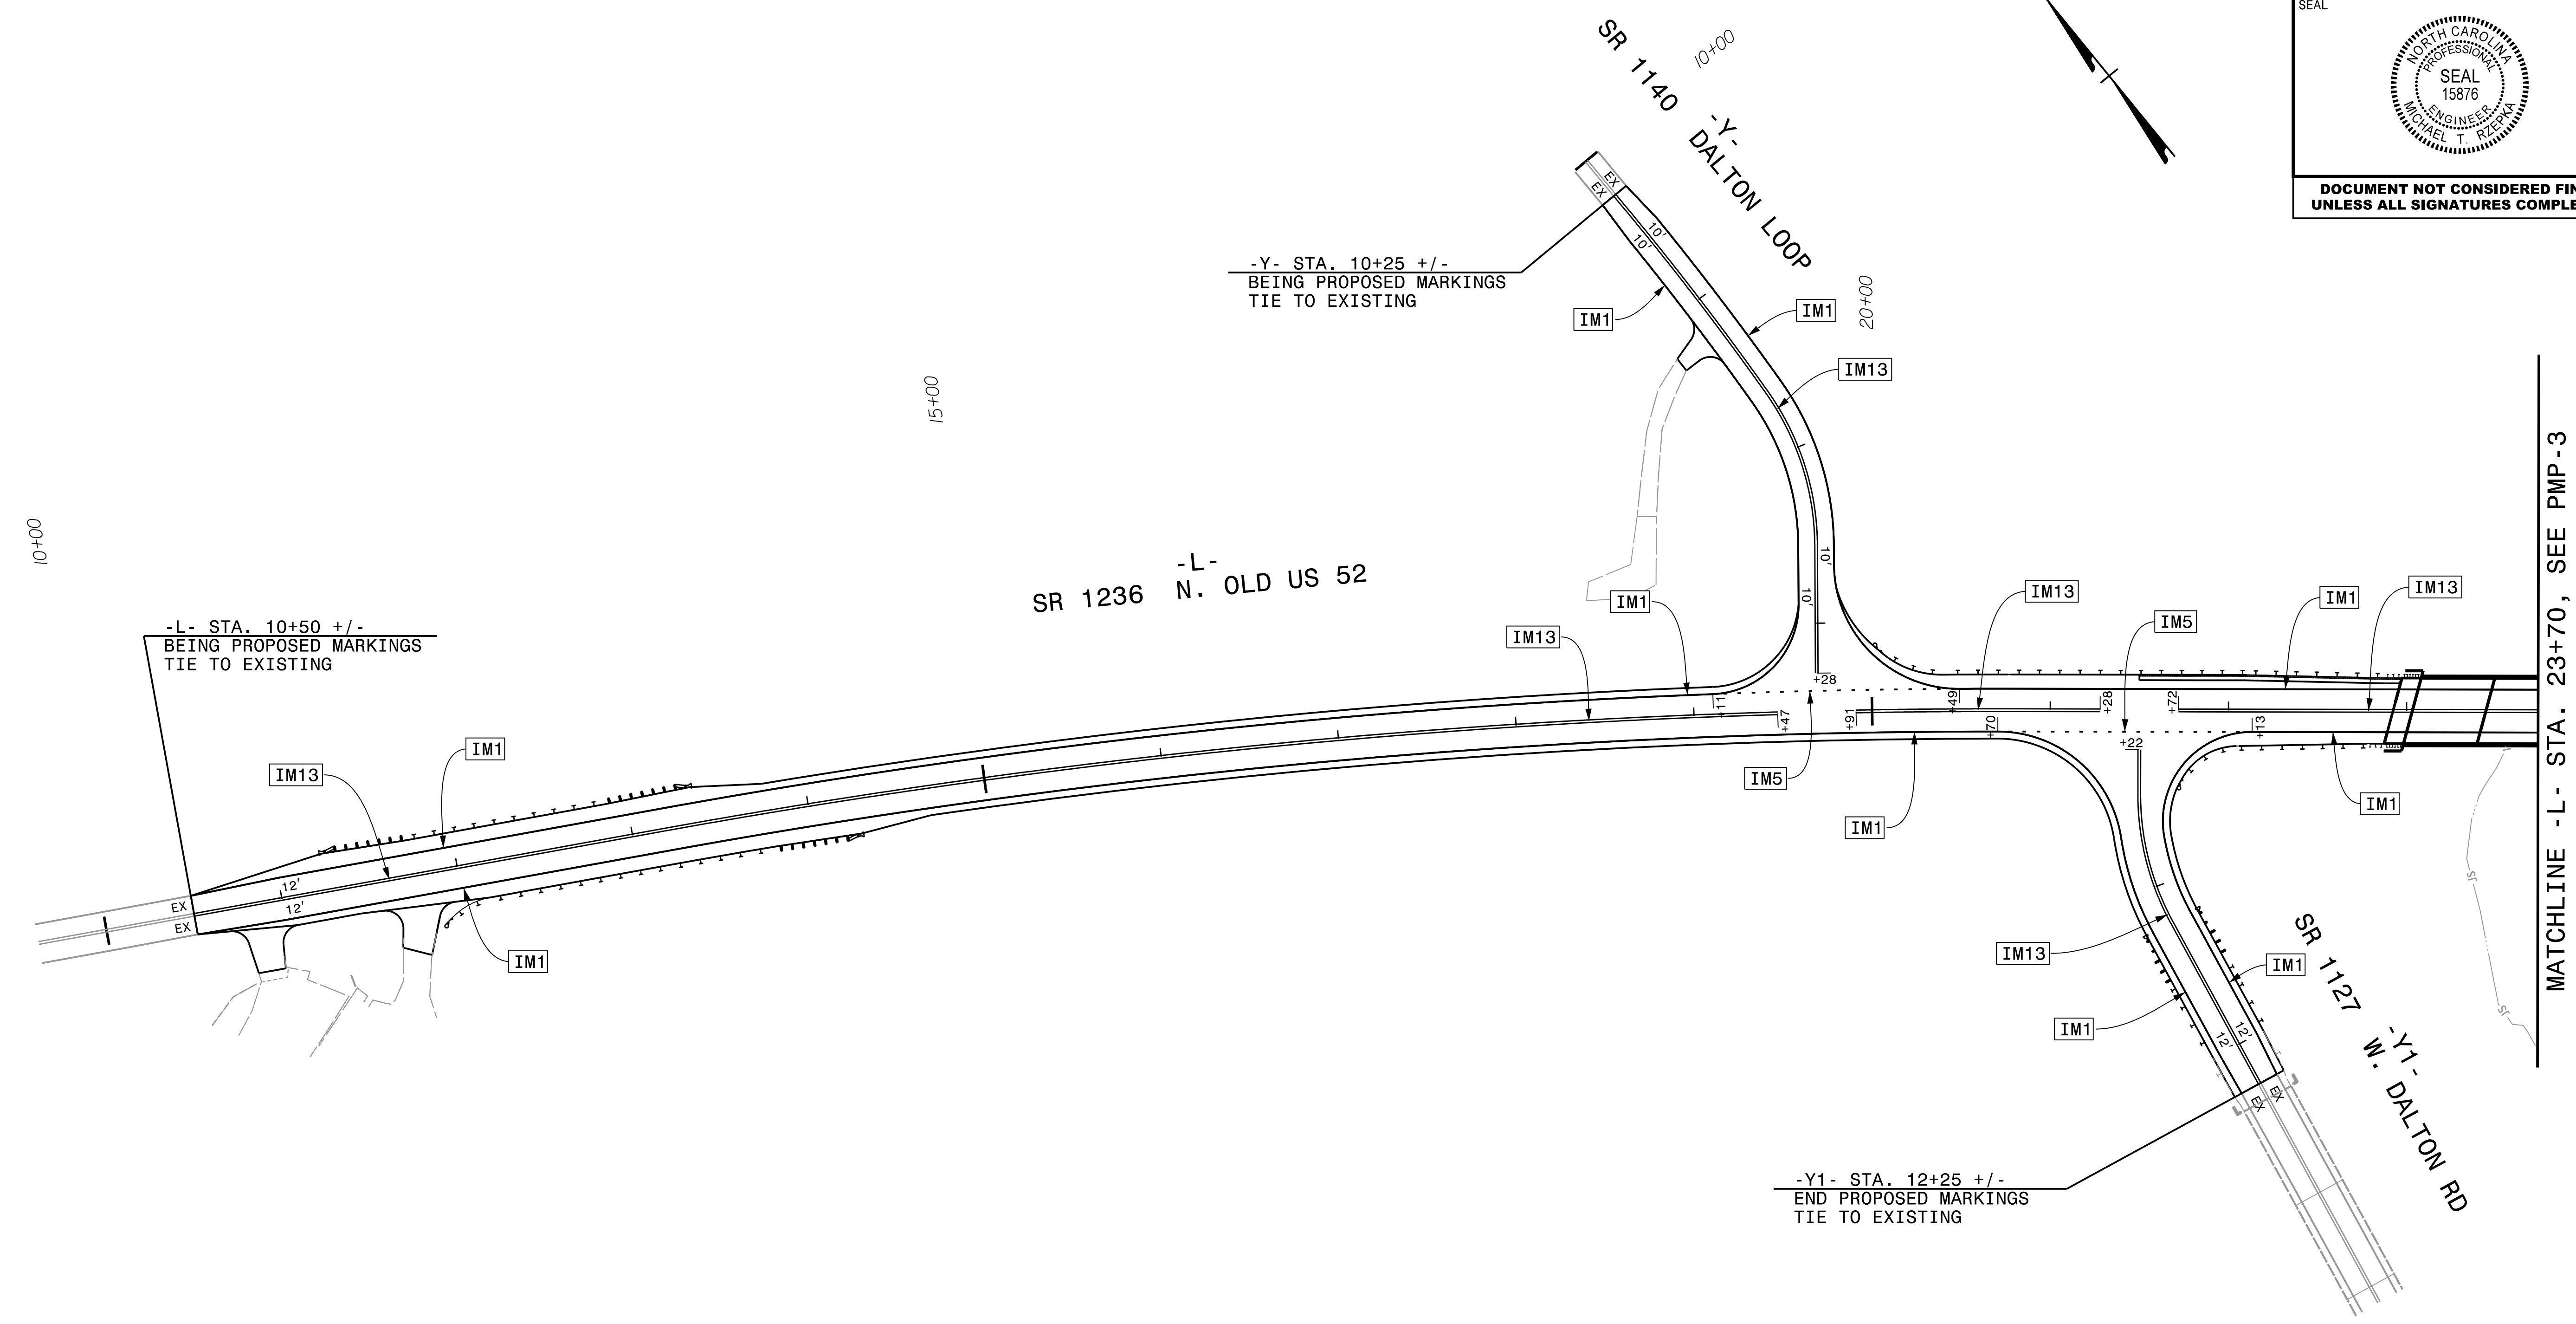 SEAL
NORTH CAROLINA
PROFESSIONAL
SEAL
15876
ENGINEER
MICHAEL T. RZEPKA
DOCUMENT NOT CONSIDERED FIN
UNLESS ALL SIGNATURES COMPLE
10+00
-Y-
SR 1140 DALTON LOOP
EX
EX
10'
10'
-Y- STA. 10+25 +/-
BEING PROPOSED MARKINGS
TIE TO EXISTING
IM1
IM1
20+00
IM13
15+00
10+00
10'
10'
-L-
SR 1236 N. OLD US 52
IM1
IM13
IM13
IM5
IM1
IM13
-L- STA. 10+50 +/-
BEING PROPOSED MARKINGS
TIE TO EXISTING
+28
+11
+47
+91
+49
+70
+28
+72
+22
+13
IM13
IM1
IM5
IM1
IM1
12'
12'
EX
EX
IM1
MATCHLINE -L- STA. 23+70, SEE PMP-3
JS
JS
IM13
IM1
IM1
12'
12'
EX
EX
-Y1-
SR 1127 W. DALTON RD
-Y1- STA. 12+25 +/-
END PROPOSED MARKINGS
TIE TO EXISTING